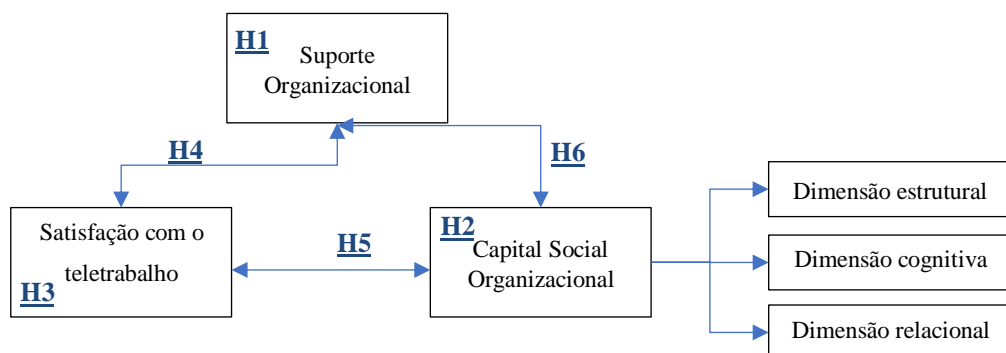 H1
Suporte
Organizacional
H4
H6
Dimensão estrutural
Satisfação com o
teletrabalho
H3
H5
H2
Capital Social
Organizacional
Dimensão cognitiva
Dimensão relacional